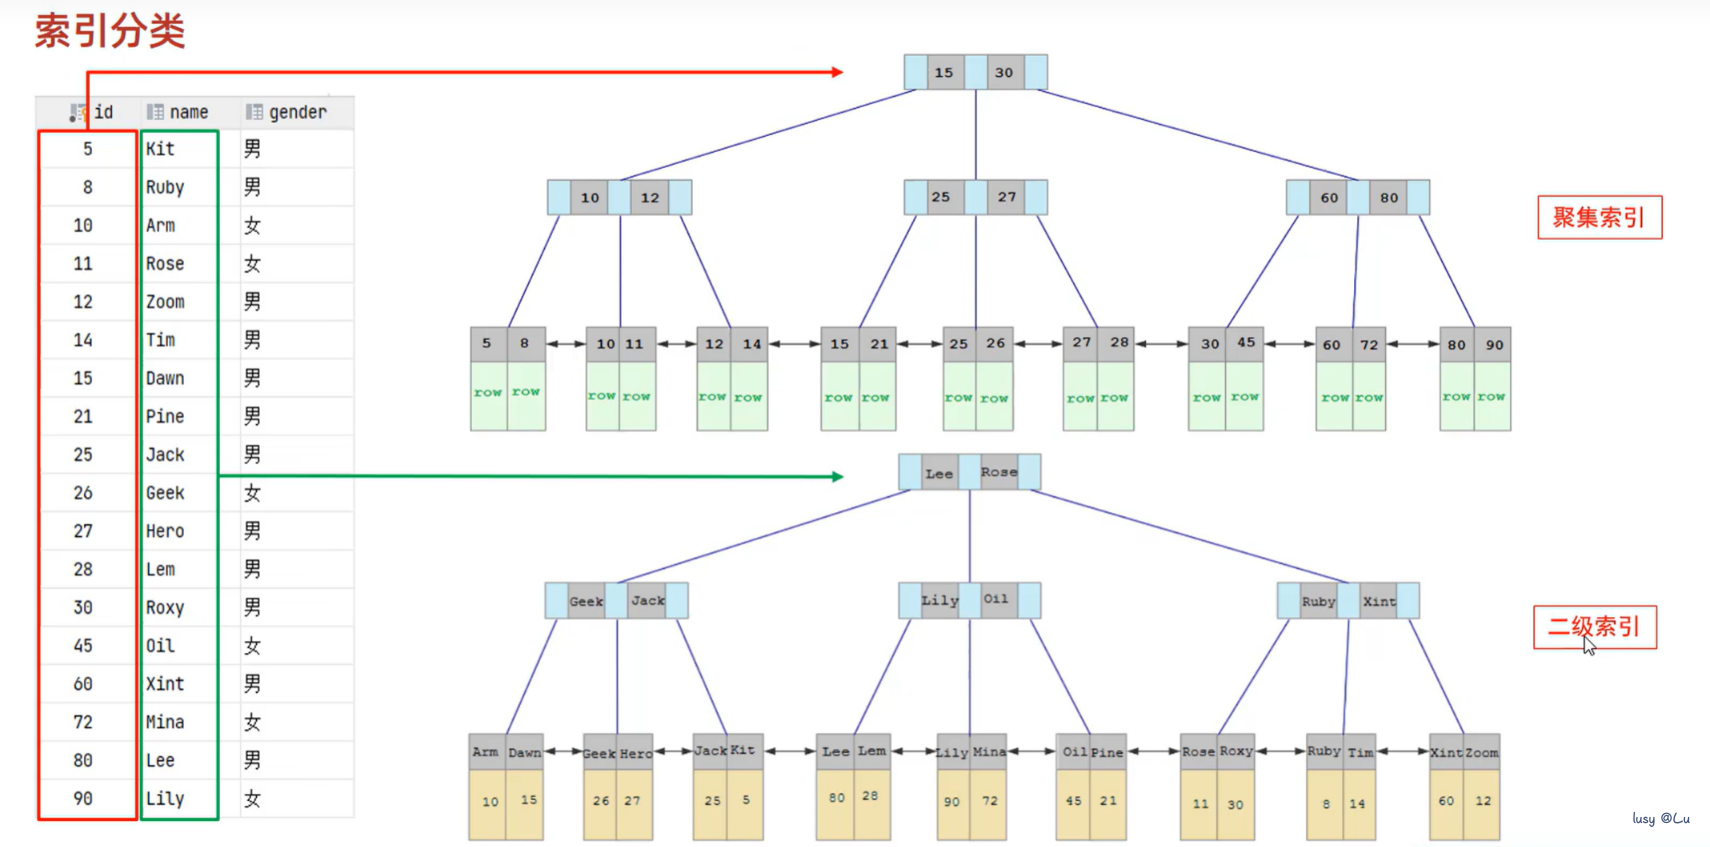 索引分类
id name gender
5 Kit 男
8 Ruby 男
10 Arm 女
11 Rose 女
12 Zoom 男
14 Tim 男
15 Dawn 男
21 Pine 男
25 Jack 男
26 Geek 女
27 Hero 男
28 Lem 男
30 Roxy 男
45 Oil 女
60 Xint 男
72 Mina 女
80 Lee 男
90 Lily 女
15 30
10 12 25 27 60 80
聚集索引
5 8 10 11 12 14 15 21 25 26 27 28 30 45 60 72 80 90
row row row row row row row row row row row row row row row row row row
Lee Rose
Geek Jack Lily Oil Ruby Xint
二级索引
Arm Dawn Geek Hero Jack Kit Lee Lem Lily Mina Oil Pine Rose Roxy Ruby Tim Xint Zoom
10 15 26 27 25 5 80 28 90 72 45 21 11 30 8 14 60 12
lusy @Lu